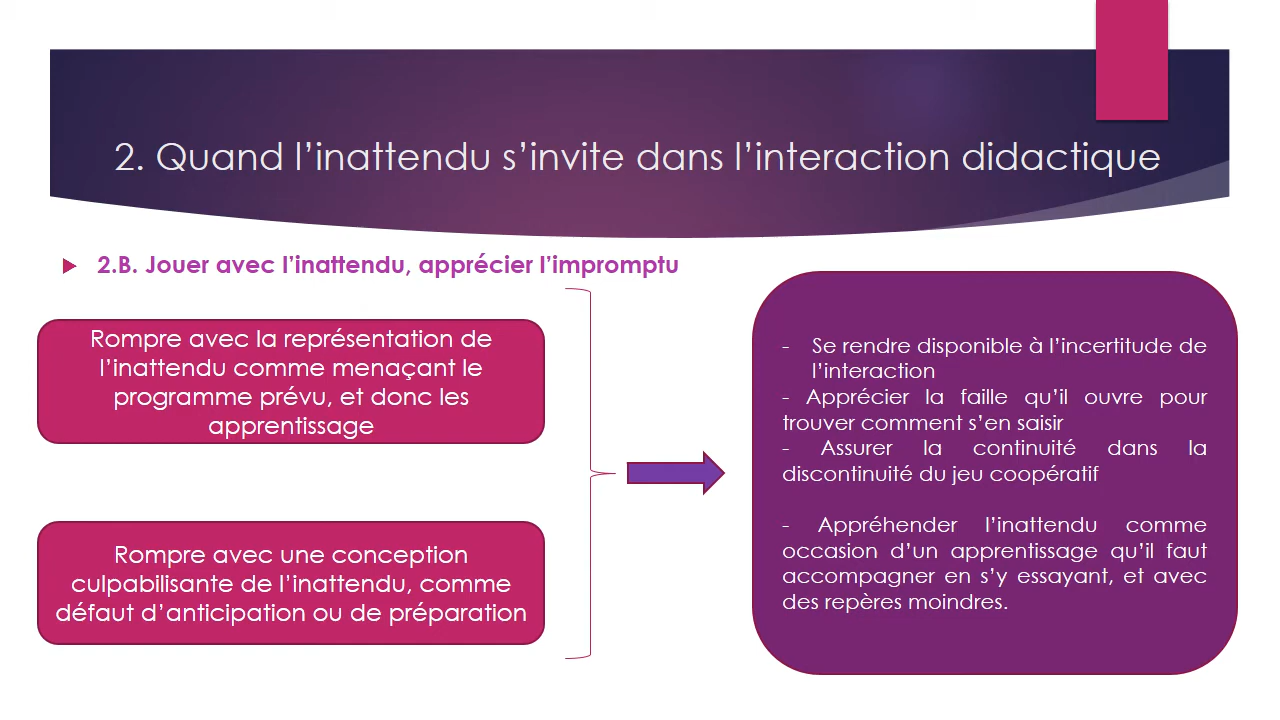 2. Quand l’inattendu s’invite dans l’interaction didactique
2.B. Jouer avec l’inattendu, apprécier l’impromptu
Rompre avec la représentation de
l’inattendu comme menaçant le
programme prévu, et donc les
apprentissage
Rompre avec une conception
culpabilisante de l’inattendu, comme
défaut d’anticipation ou de préparation
- Se rendre disponible à l’incertitude de
l’interaction
- Apprécier la faille qu’il ouvre pour
trouver comment s’en saisir
- Assurer la continuité dans la
discontinuité du jeu coopératif
- Appréhender l’inattendu comme
occasion d’un apprentissage qu’il faut
accompagner en s’y essayant, et avec
des repères moindres.